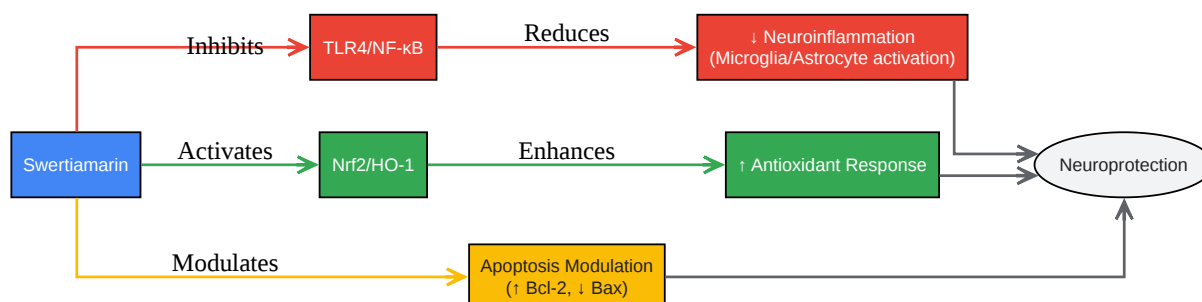 Inhibits
TLR4/NF-κB
Reduces
↓ Neuroinflammation
(Microglia/Astrocyte activation)
Swertiamarin
Activates
Nrf2/HO-1
Enhances
↑ Antioxidant Response
Neuroprotection
Modulates
Apoptosis Modulation
(↑ Bcl-2, ↓ Bax)